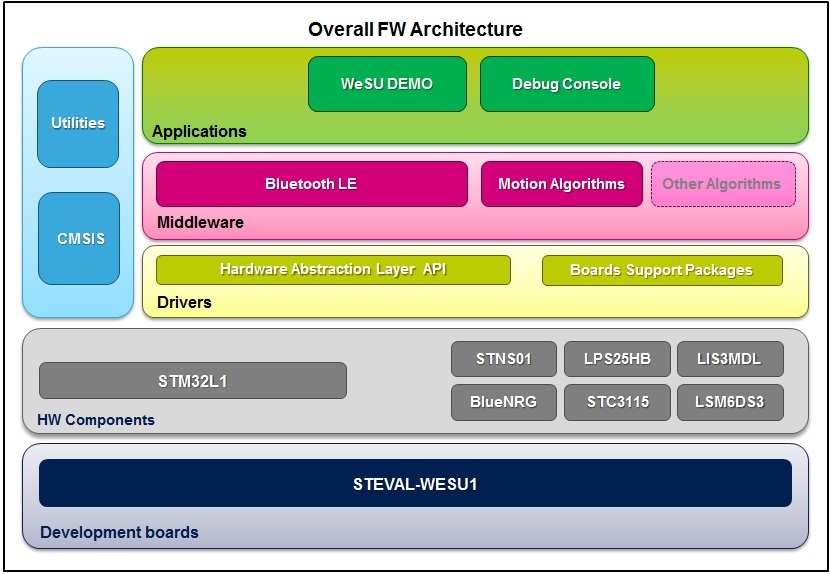 Overall FW Architecture
Utilities
CMSIS
WeSU DEMO
Debug Console
Applications
Bluetooth LE
Motion Algorithms
Other Algorithms
Middleware
Hardware Abstraction Layer API
Boards Support Packages
Drivers
STM32L1
STNS01
LPS25HB
LIS3MDL
BlueNRG
STC3115
LSM6DS3
HW Components
STEVAL-WESU1
Development boards